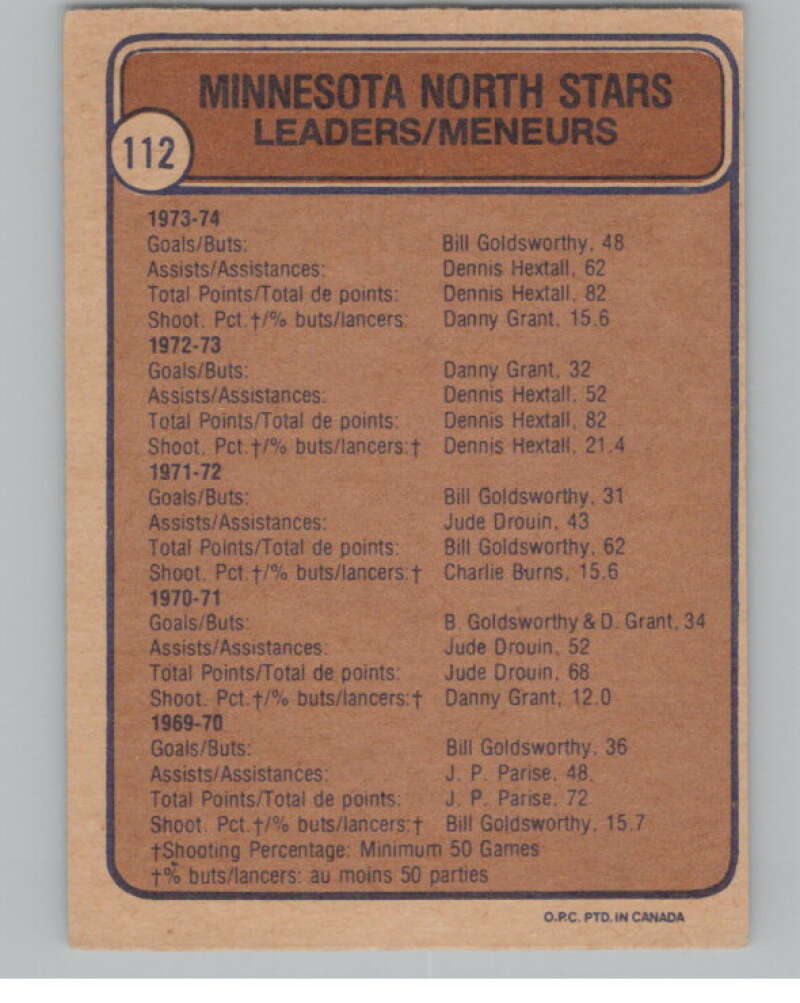 MINNESOTA NORTH STARS
LEADERS/MENEURS
112
1973-74
Goals/Buts: Bill Goldsworthy, 48
Assists/Assistances: Dennis Hextall, 62
Total Points/Total de points: Dennis Hextall, 82
Shoot. Pct.†/% buts/lancers: Danny Grant, 15.6
1972-73
Goals/Buts: Danny Grant, 32
Assists/Assistances: Dennis Hextall, 52
Total Points/Total de points: Dennis Hextall, 82
Shoot. Pct.†/% buts/lancers:† Dennis Hextall, 21.4
1971-72
Goals/Buts: Bill Goldsworthy, 31
Assists/Assistances: Jude Drouin, 43
Total Points/Total de points: Bill Goldsworthy, 62
Shoot. Pct.†/% buts/lancers:† Charlie Burns, 15.6
1970-71
Goals/Buts: B. Goldsworthy & D. Grant, 34
Assists/Assistances: Jude Drouin, 52
Total Points/Total de points: Jude Drouin, 68
Shoot. Pct.†/% buts/lancers:† Danny Grant, 12.0
1969-70
Goals/Buts: Bill Goldsworthy, 36
Assists/Assistances: J. P. Parise, 48
Total Points/Total de points: J. P. Parise, 72
Shoot. Pct.†/% buts/lancers:† Bill Goldsworthy, 15.7
†Shooting Percentage: Minimum 50 Games
†% buts/lancers: au moins 50 parties
O.P.C. PTD. IN CANADA